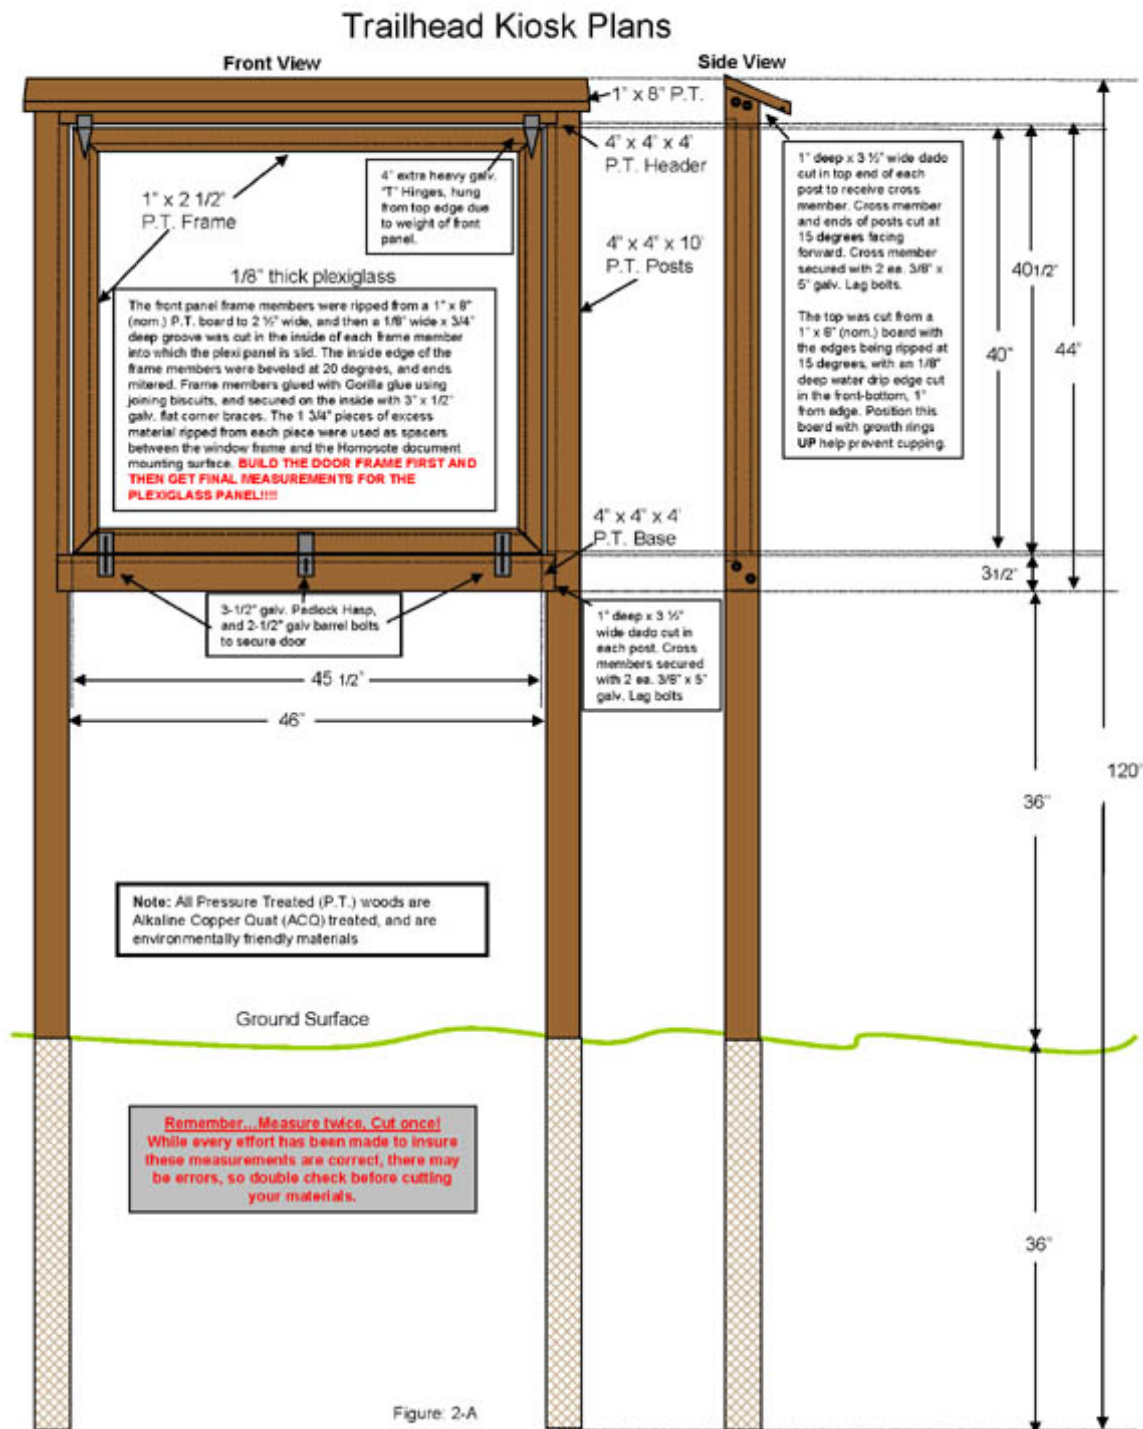 Trailhead Kiosk Plans
Front View
Side View
1" x 8" P.T.
4" x 4" x 4'
P.T. Header
4" extra heavy galv.
"T" Hinges, hung
from top edge due
to weight of front
panel.
1" x 2 1/2"
P.T. Frame
4" x 4" x 10'
P.T. Posts
1/8" thick plexiglass
The front panel frame members were ripped from a 1" x 8"
(nom.) P.T. board to 2 ½" wide, and then a 1/8" wide x 3/4"
deep groove was cut in the inside of each frame member
into which the plexi panel is slid. The inside edge of the
frame members were beveled at 20 degrees, and ends
mitered. Frame members glued with Gorilla glue using
joining biscuits, and secured on the inside with 3" x 1/2"
galv. flat corner braces. The 1 3/4" pieces of excess
material ripped from each piece were used as spacers
between the window frame and the Homosote document
mounting surface. BUILD THE DOOR FRAME FIRST AND
THEN GET FINAL MEASUREMENTS FOR THE
PLEXIGLASS PANEL!!!!
1" deep x 3 ½" wide dado
cut in top end of each
post to receive cross
member. Cross member
and ends of posts cut at
15 degrees facing
forward. Cross member
secured with 2 ea. 3/8" x
5" galv. Lag bolts.
The top was cut from a
1" x 8" (nom.) board with
the edges being ripped at
15 degrees, with an 1/8"
deep water drip edge cut
in the front-bottom, 1"
from edge. Position this
board with growth rings
UP help prevent cupping.
40 1/2"
40"
44"
4" x 4" x 4'
P.T. Base
3 1/2"
3-1/2" galv. Padlock Hasp,
and 2-1/2" galv barrel bolts
to secure door
1" deep x 3 ½"
wide dado cut in
each post. Cross
members secured
with 2 ea. 3/8" x 5"
galv. Lag bolts
45 1/2"
46"
120"
36"
Note: All Pressure Treated (P.T.) woods are
Alkaline Copper Quat (ACQ) treated, and are
environmentally friendly materials
Ground Surface
Remember...Measure twice, Cut once!
While every effort has been made to insure
these measurements are correct, there may
be errors, so double check before cutting
your materials.
36"
Figure: 2-A